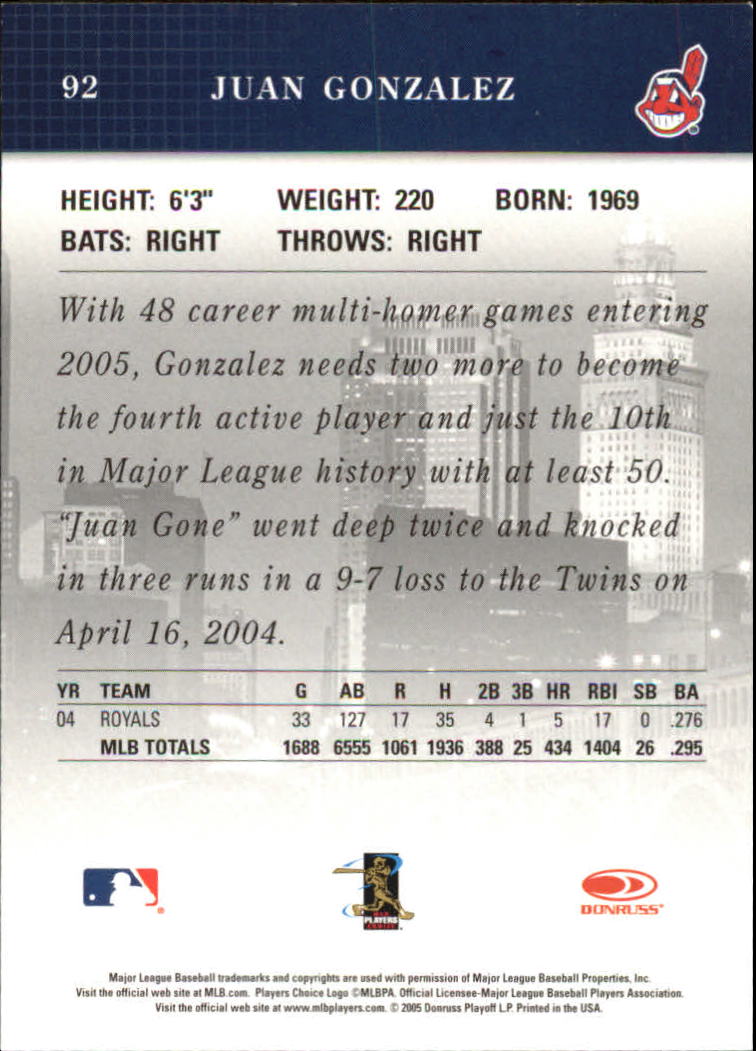 92 JUAN GONZALEZ
HEIGHT: 6'3" WEIGHT: 220 BORN: 1969
BATS: RIGHT THROWS: RIGHT
With 48 career multi-homer games entering
2005, Gonzalez needs two more to become
the fourth active player and just the 10th
in Major League history with at least 50.
"Juan Gone" went deep twice and knocked
in three runs in a 9-7 loss to the Twins on
April 16, 2004.
YR TEAM G AB R H 2B 3B HR RBI SB BA
04 ROYALS 33 127 17 35 4 1 5 17 0 .276
MLB TOTALS 1688 6555 1061 1936 388 25 434 1404 26 .295
PLAYERS
CHOICE
DONRUSS
Major League Baseball trademarks and copyrights are used with permission of Major League Baseball Properties, Inc.
Visit the official web site at MLB.com. Players Choice Logo ©MLBPA. Official Licensee-Major League Baseball Players Association.
Visit the official web site at www.mlbplayers.com. © 2005 Donruss Playoff L.P. Printed in the USA.